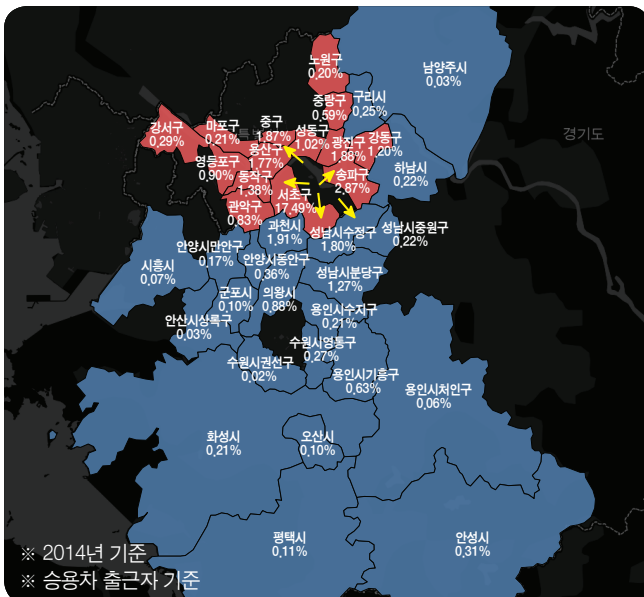 노원구
0.20%
남양주시
0.03%
중랑구
0.59%
구리시
0.25%
강서구
0.29%
마포구
0.21%
중구
1.87%
성동구
1.02%
광진구
1.88%
강동구
1.20%
경기도
영등포구
0.90%
용산구
1.77%
동작구
1.38%
송파구
2.87%
하남시
0.22%
관악구
0.83%
서초구
17.49%
과천시
1.91%
성남시수정구
1.80%
성남시중원구
0.22%
안양시만안구
0.17%
안양시동안구
0.36%
시흥시
0.07%
성남시분당구
1.27%
군포시
0.10%
의왕시
0.88%
용인시수지구
0.21%
안산시상록구
0.03%
수원시영통구
0.27%
수원시권선구
0.02%
용인시기흥구
0.63%
용인시처인구
0.06%
화성시
0.21%
오산시
0.10%
평택시
0.11%
안성시
0.31%
※ 2014년 기준
※ 승용차 출근자 기준